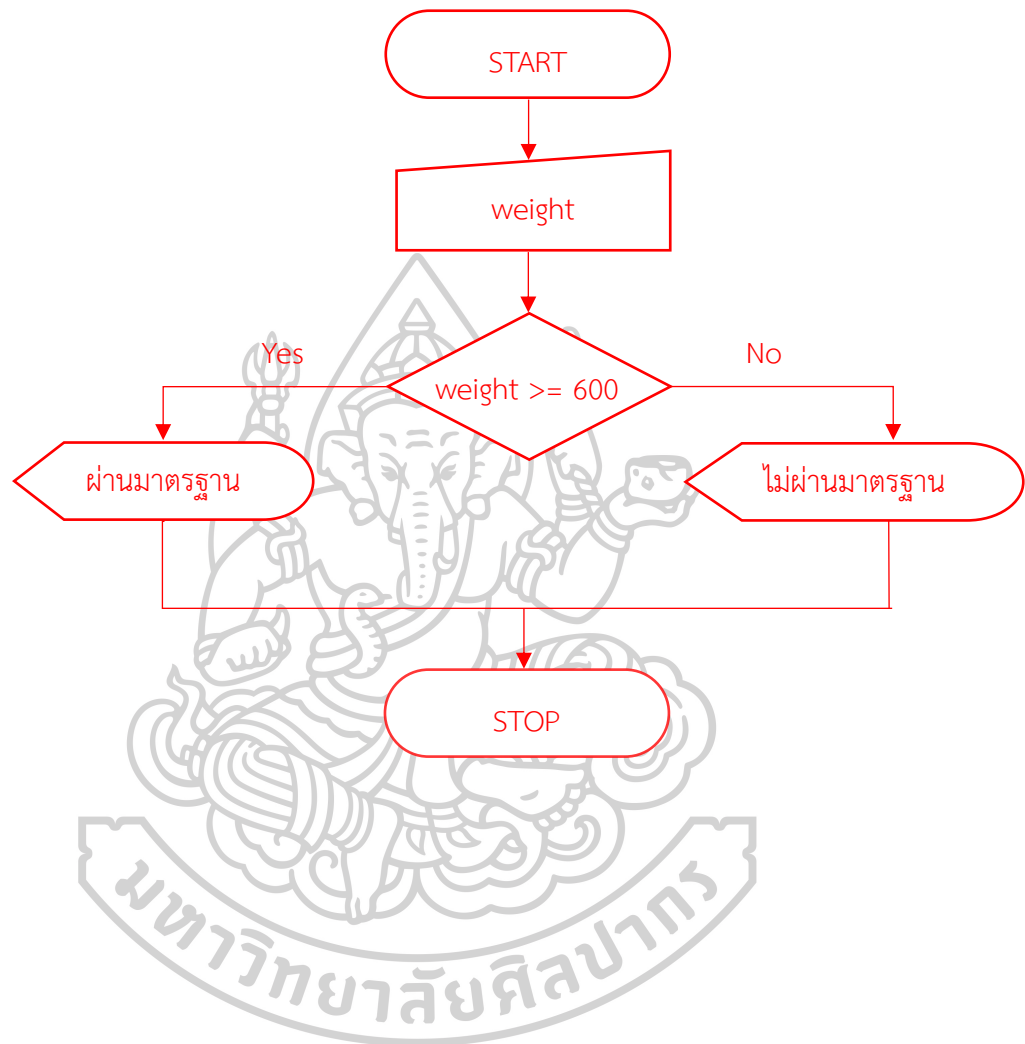 START
weight
Yes
No
weight >= 600
ผ่านมาตรฐาน
ไม่ผ่านมาตรฐาน
STOP
มหาวิทยาลัยศิลปากร